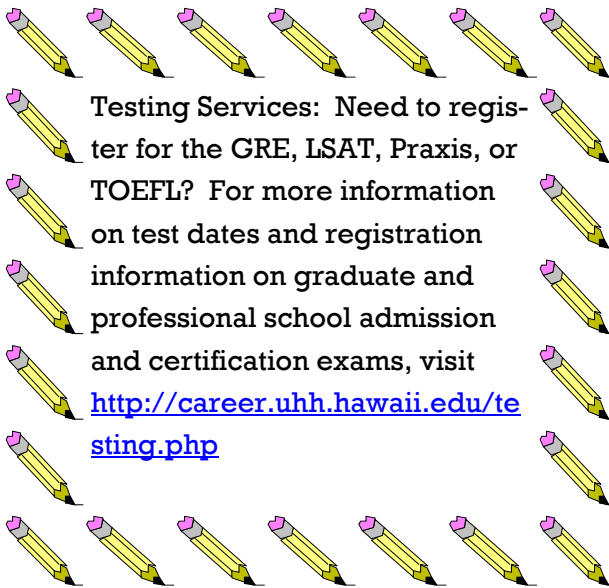 Testing Services:  Need to regis-
ter for the GRE, LSAT, Praxis, or
TOEFL?  For more information
on test dates and registration
information on graduate and
professional school admission
and certification exams, visit
http://career.uhh.hawaii.edu/te
sting.php